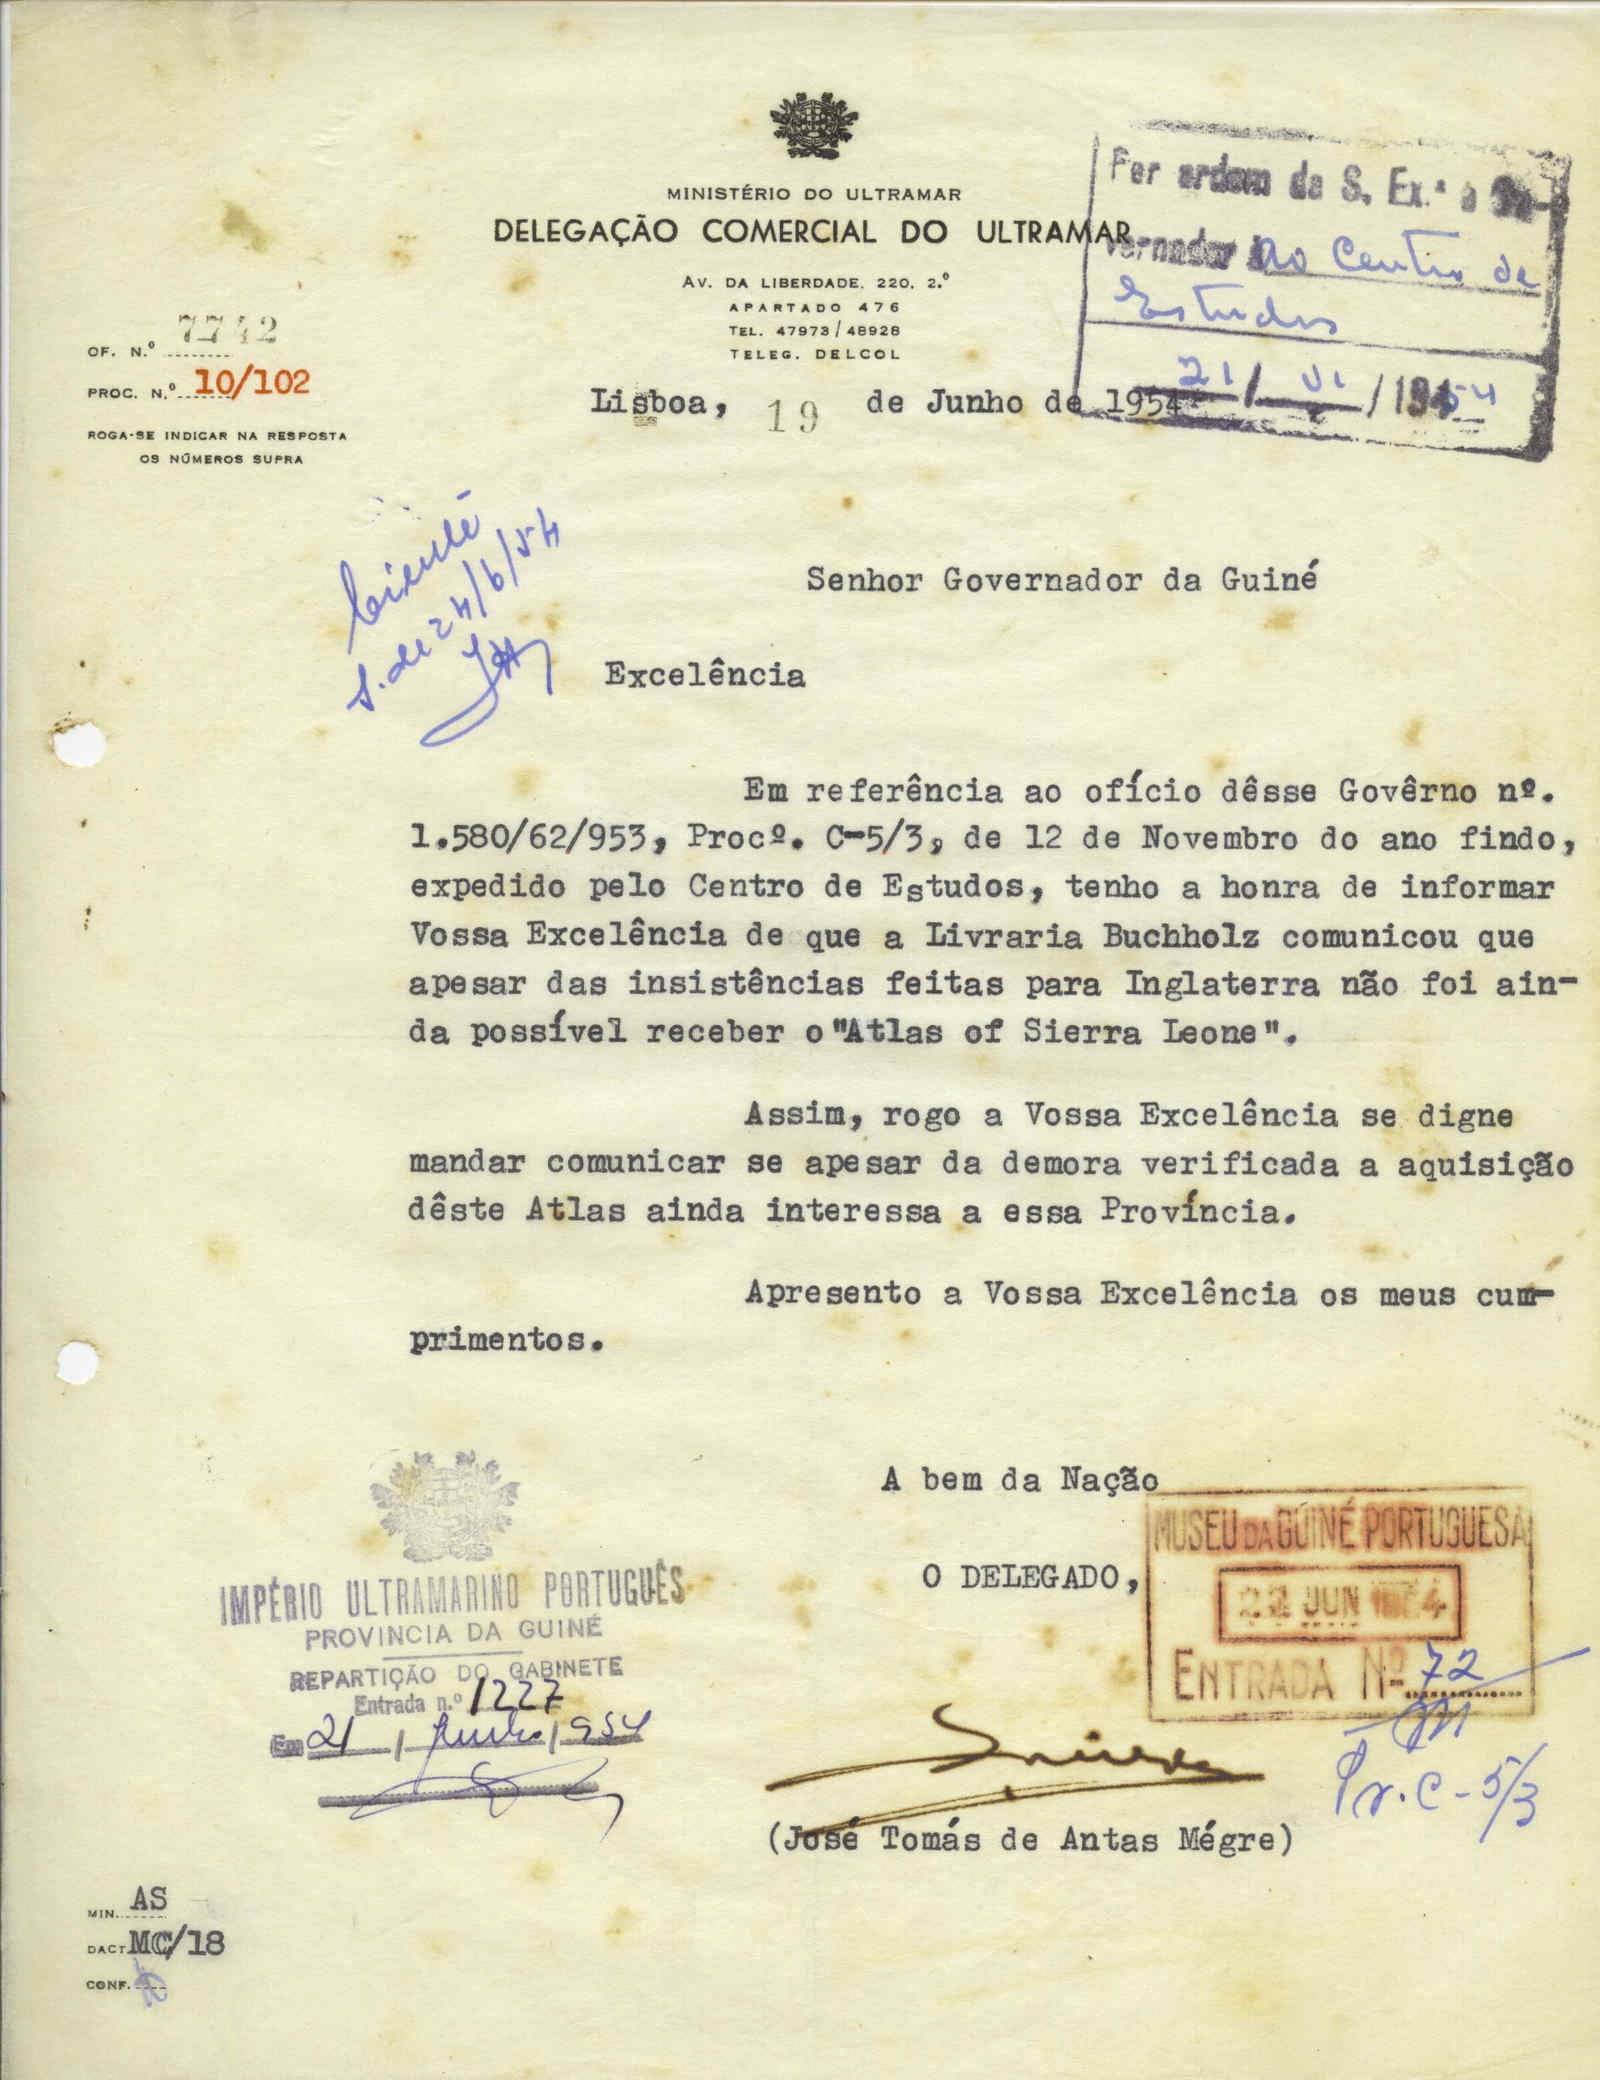 MINISTÉRIO DO ULTRAMAR
DELEGAÇÃO COMERCIAL DO ULTRAMAR
AV. DA LIBERDADE, 220, 2.º
APARTADO 476
TEL. 47973/48928
TELEG. DELCOL
Por ordem de S. Ex.ª o Go-
vernador ao Centro de
Estudos
21/VI/1954
OF. N.º 7742
PROC. N.º 10/102
ROGA-SE INDICAR NA RESPOSTA
OS NÚMEROS SUPRA
Lisboa, 19 de Junho de 1954
Ciente
S. de 24/6/54
Senhor Governador da Guiné
Excelência
Em referência ao ofício dêsse Govêrno nº.
1.580/62/953, Procº. C-5/3, de 12 de Novembro do ano findo,
expedido pelo Centro de Estudos, tenho a honra de informar
Vossa Excelência de que a Livraria Buchholz comunicou que
apesar das insistências feitas para Inglaterra não foi ain-
da possível receber o "Atlas of Sierra Leone".
Assim, rogo a Vossa Excelência se digne
mandar comunicar se apesar da demora verificada a aquisição
dêste Atlas ainda interessa a essa Província.
Apresento a Vossa Excelência os meus cum-
primentos.
A bem da Nação
O DELEGADO,
(José Tomás de Antas Mégre)
MUSEU DA GUINÉ PORTUGUESA
JUN 1954
ENTRADA Nº 72
Pr. C-5/3
IMPÉRIO ULTRAMARINO PORTUGUÊS
PROVINCIA DA GUINÉ
REPARTIÇÃO DO GABINETE
Entrada n.º 1227
Em 21/Junho/954
MIN. AS
DACT. MC/18
CONF.